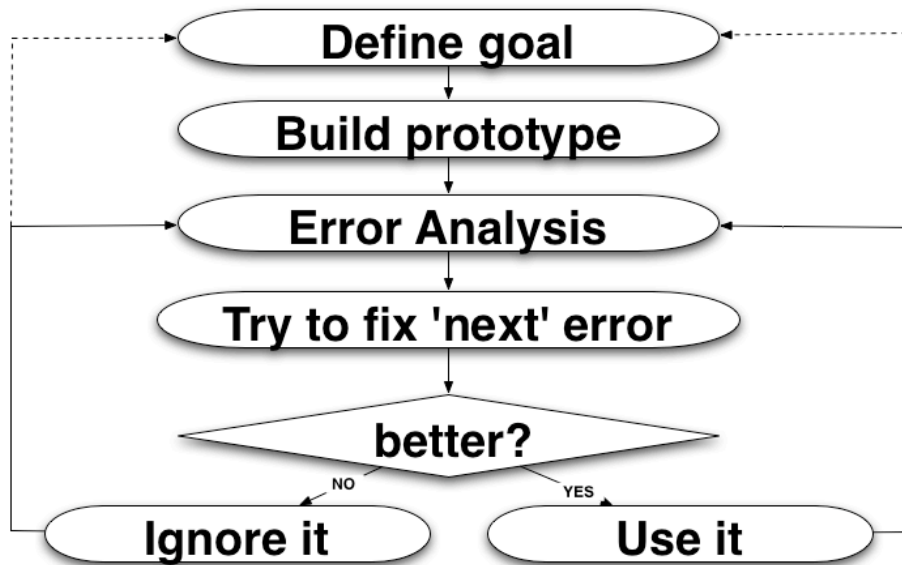 Define goal
Build prototype
Error Analysis
Try to fix 'next' error
better?
NO
YES
Ignore it
Use it